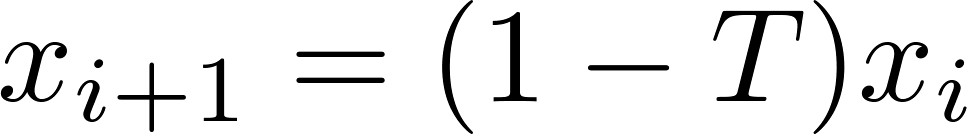 x_{i+1} = (1 − T)x_i